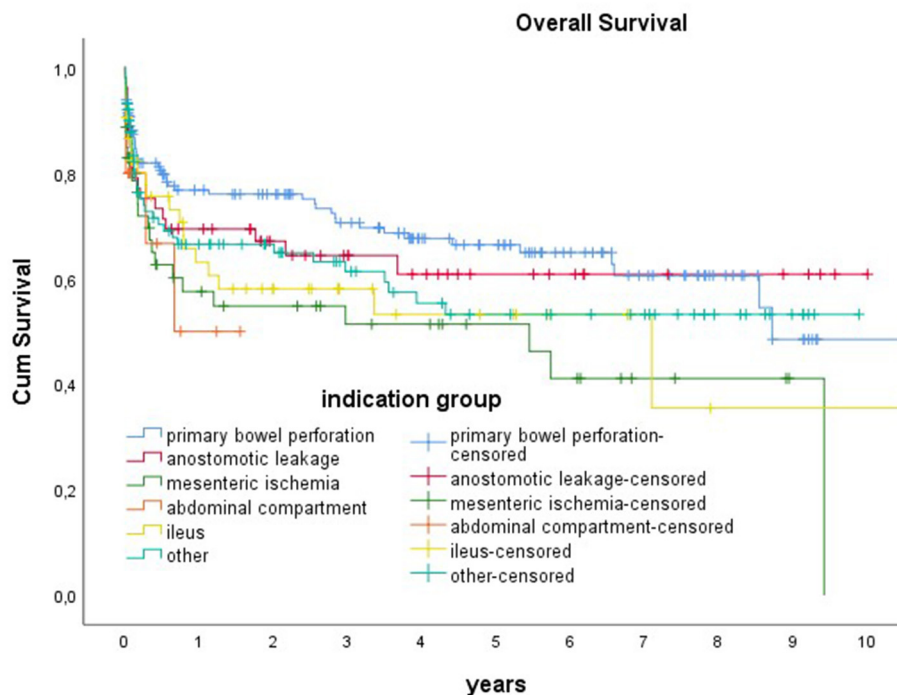 Overall Survival
Cum Survival
1,0
0,8
0,6
0,4
0,2
0,0
indication group
primary bowel perforation
anostomotic leakage
mesenteric ischemia
abdominal compartment
ileus
other
primary bowel perforation-
censored
anostomotic leakage-censored
mesenteric ischemia-censored
abdominal compartment-censored
ileus-censored
other-censored
0 1 2 3 4 5 6 7 8 9 10
years